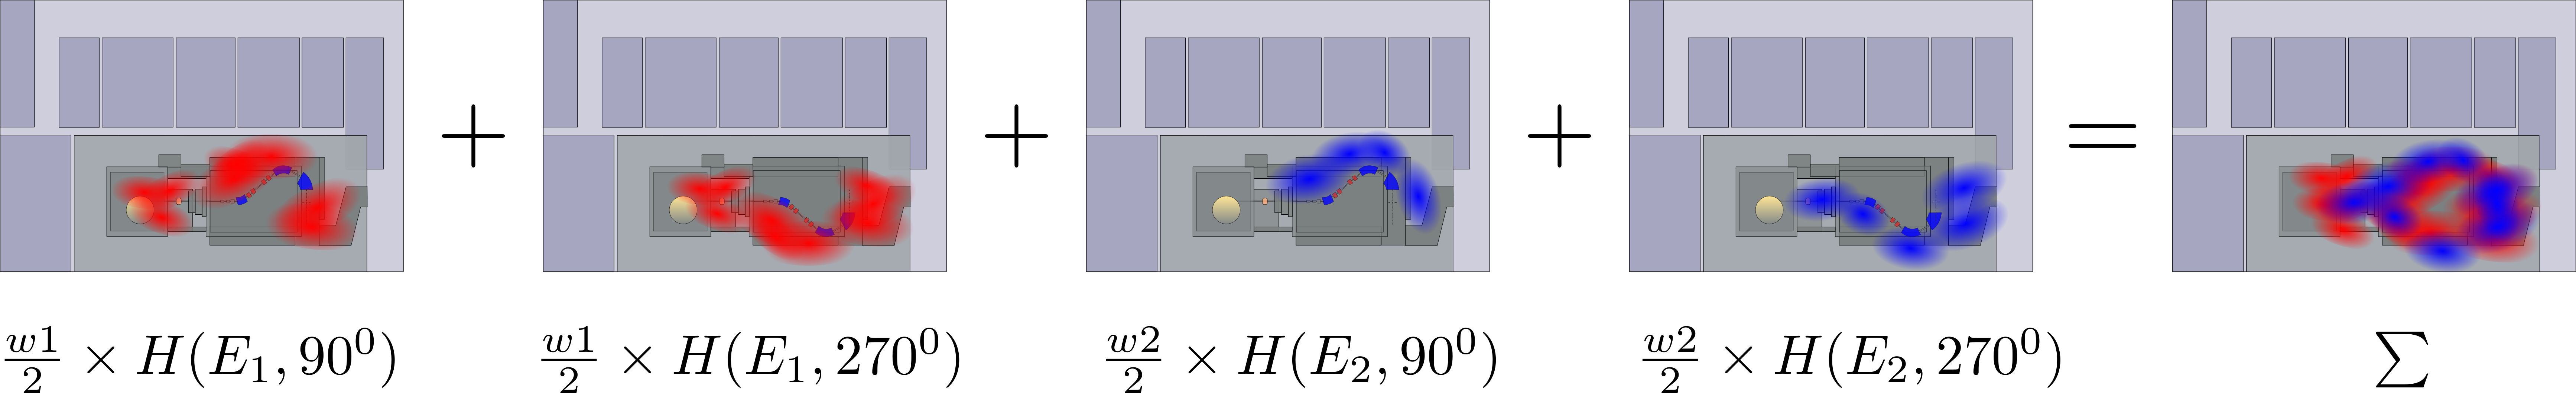 + + + =
w1/2 × H(E₁, 90⁰) w1/2 × H(E₁, 270⁰) w2/2 × H(E₂, 90⁰) w2/2 × H(E₂, 270⁰) ∑